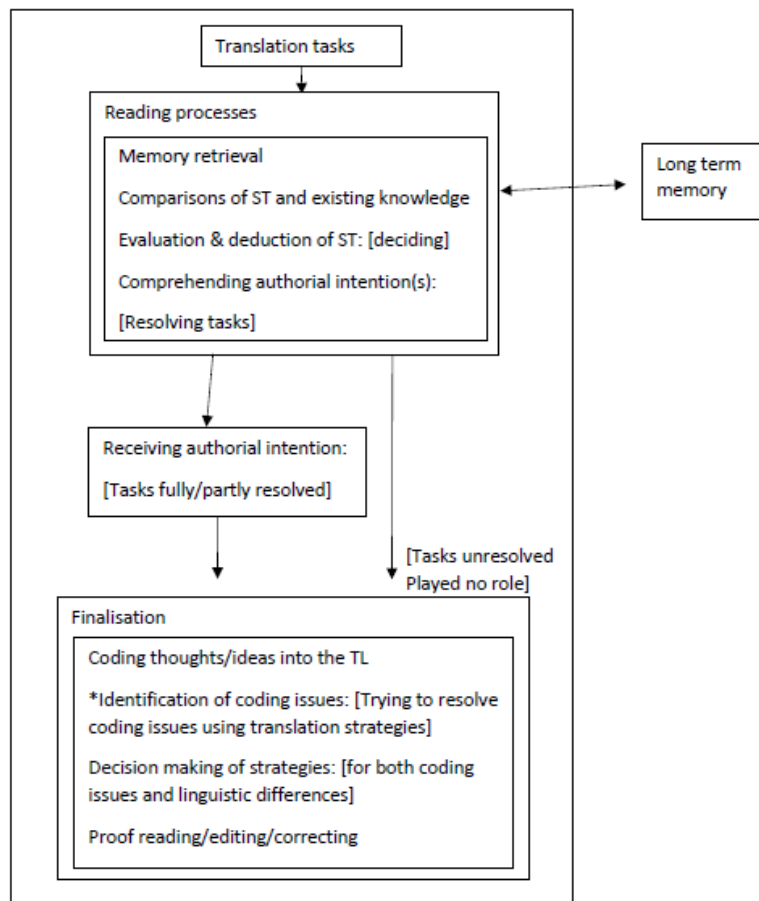 Translation tasks
Reading processes
Memory retrieval
Comparisons of ST and existing knowledge
Evaluation & deduction of ST: [deciding]
Comprehending authorial intention(s):
[Resolving tasks]
Long term
memory
Receiving authorial intention:
[Tasks fully/partly resolved]
[Tasks unresolved
Played no role]
Finalisation
Coding thoughts/ideas into the TL
*Identification of coding issues: [Trying to resolve
coding issues using translation strategies]
Decision making of strategies: [for both coding
issues and linguistic differences]
Proof reading/editing/correcting